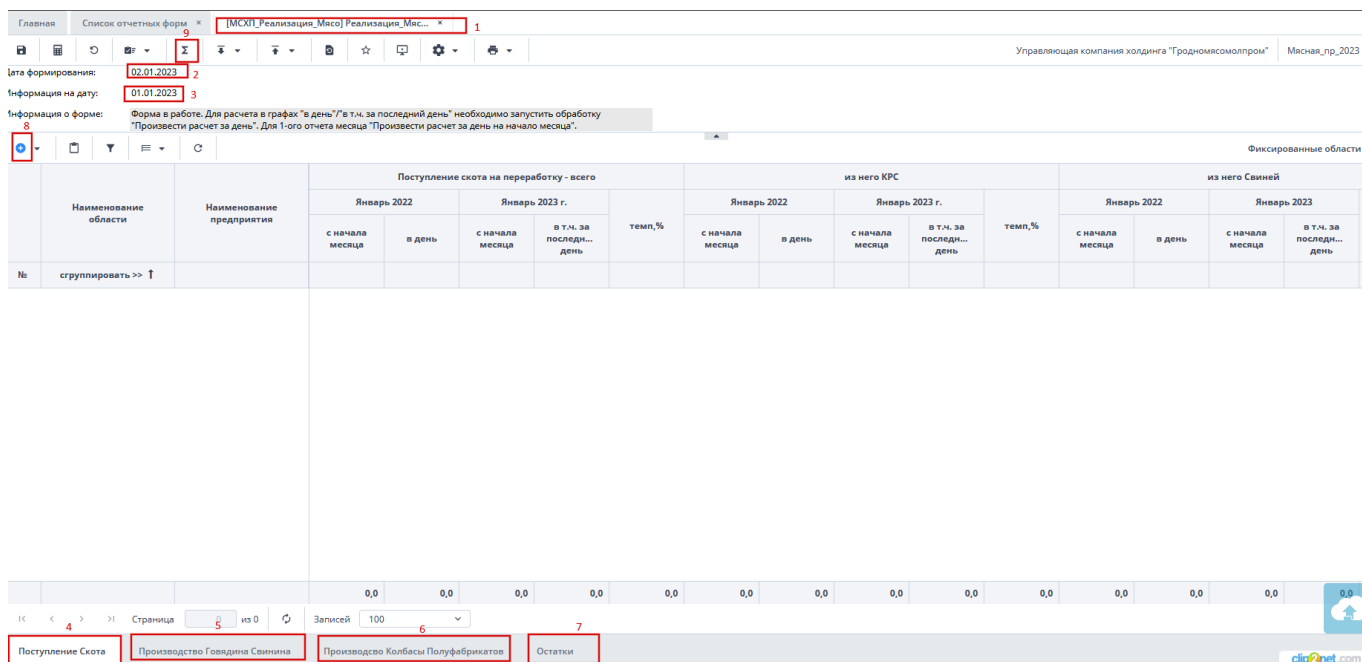 Главная Список отчетных форм × [МСХП_Реализация_Мясо] Реализация_Мяс... × 1
9
Σ Управляющая компания холдинга "Гродномясомолпром" Мясная_пр_2023
Дата формирования: 02.01.2023 2
Информация на дату: 01.01.2023 3
Информация о форме: Форма в работе. Для расчета в графах "в день"/"в т.ч. за последний день" необходимо запустить обработку
"Произвести расчет за день". Для 1-ого отчета месяца "Произвести расчет за день на начало месяца".
8
Фиксированные области
Наименование области Наименование предприятия Поступление скота на переработку - всего из него КРС из него Свиней
Январь 2022 Январь 2023 г. темп,% Январь 2022 Январь 2023 г. темп,% Январь 2022 Январь 2023
с начала месяца в день с начала месяца в т.ч. за последн... день с начала месяца в день с начала месяца в т.ч. за последн... день с начала месяца в день с начала месяца в т.ч. за последн... день
№ сгруппировать >> ↑
0,0 0,0 0,0 0,0 0,0 0,0 0,0 0,0 0,0 0,0 0,0 0,0 0,0 0,0
Страница 0 из 0 Записей 100
4 5 6 7
Поступление Скота Производство Говядина Свинина Произвосдво Колбасы Полуфабрикатов Остатки
clip2net.com